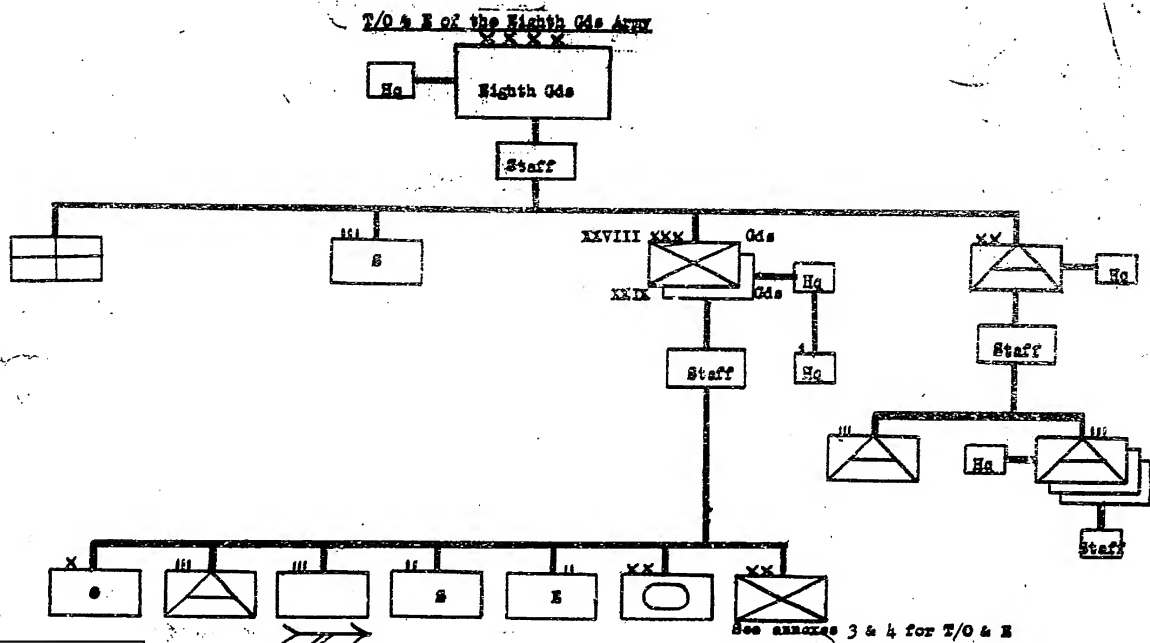 T/O & E of the Eighth Gds Army
X X X X
Hq
Eighth Gds
Staff
III
S
XXVIII XXX Gds
XXIX Gds
Hq
Hq
Staff
XX
Hq
Staff
III
III
Hq
Staff
X
III
III
II
S
II
E
XX
XX
See annexes 3 & 4 for T/O & E